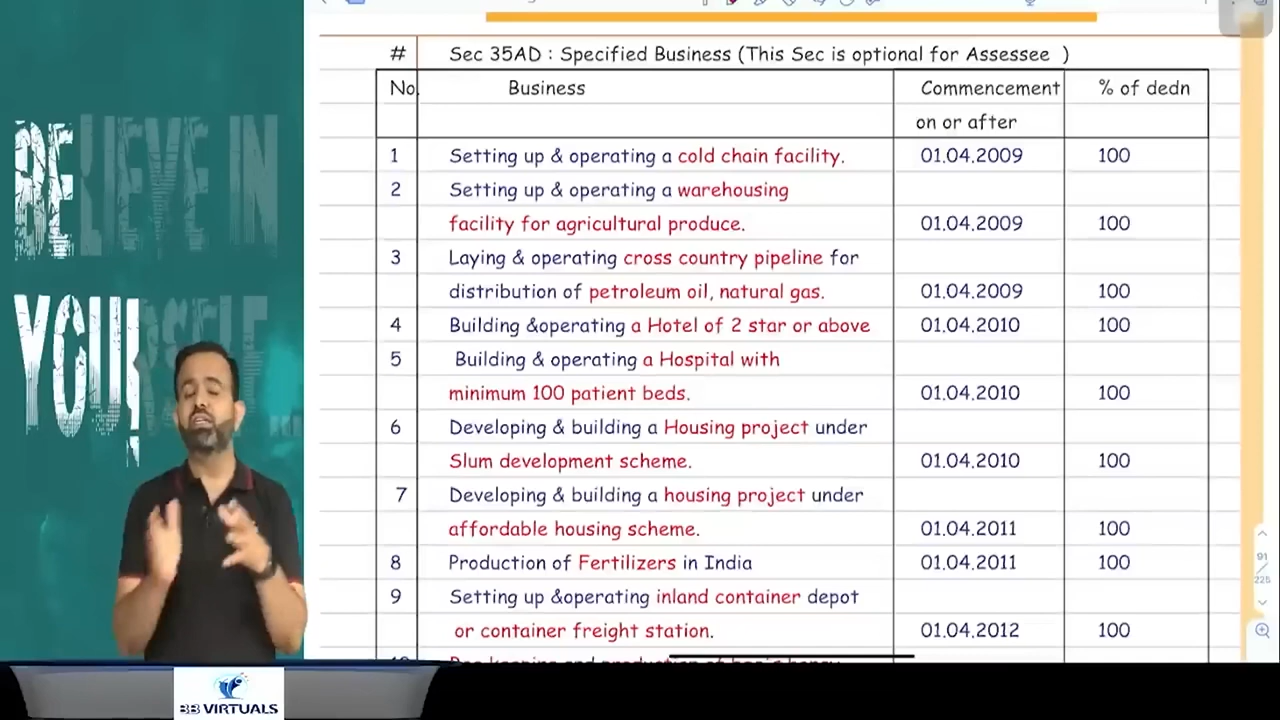 BELIEVE IN
YOURSELF...
# Sec 35AD : Specified Business (This Sec is optional for Assessee )
No. Business Commencement % of dedn
on or after
1 Setting up & operating a cold chain facility. 01.04.2009 100
2 Setting up & operating a warehousing
facility for agricultural produce. 01.04.2009 100
3 Laying & operating cross country pipeline for
distribution of petroleum oil, natural gas. 01.04.2009 100
4 Building &operating a Hotel of 2 star or above 01.04.2010 100
5 Building & operating a Hospital with
minimum 100 patient beds. 01.04.2010 100
6 Developing & building a Housing project under
Slum development scheme. 01.04.2010 100
7 Developing & building a housing project under
affordable housing scheme. 01.04.2011 100
8 Production of Fertilizers in India 01.04.2011 100
9 Setting up &operating inland container depot
or container freight station. 01.04.2012 100
91
225
BB VIRTUALS